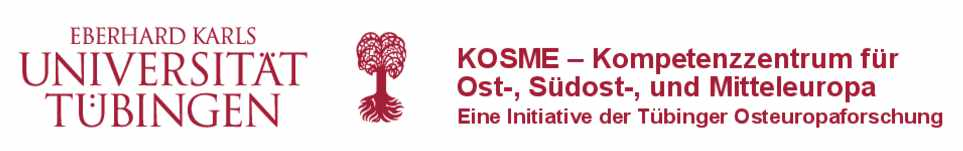 EBERHARD KARLS
UNIVERSITÄT
TÜBINGEN
KOSME – Kompetenzzentrum für
Ost-, Südost-, und Mitteleuropa
Eine Initiative der Tübinger Osteuropaforschung